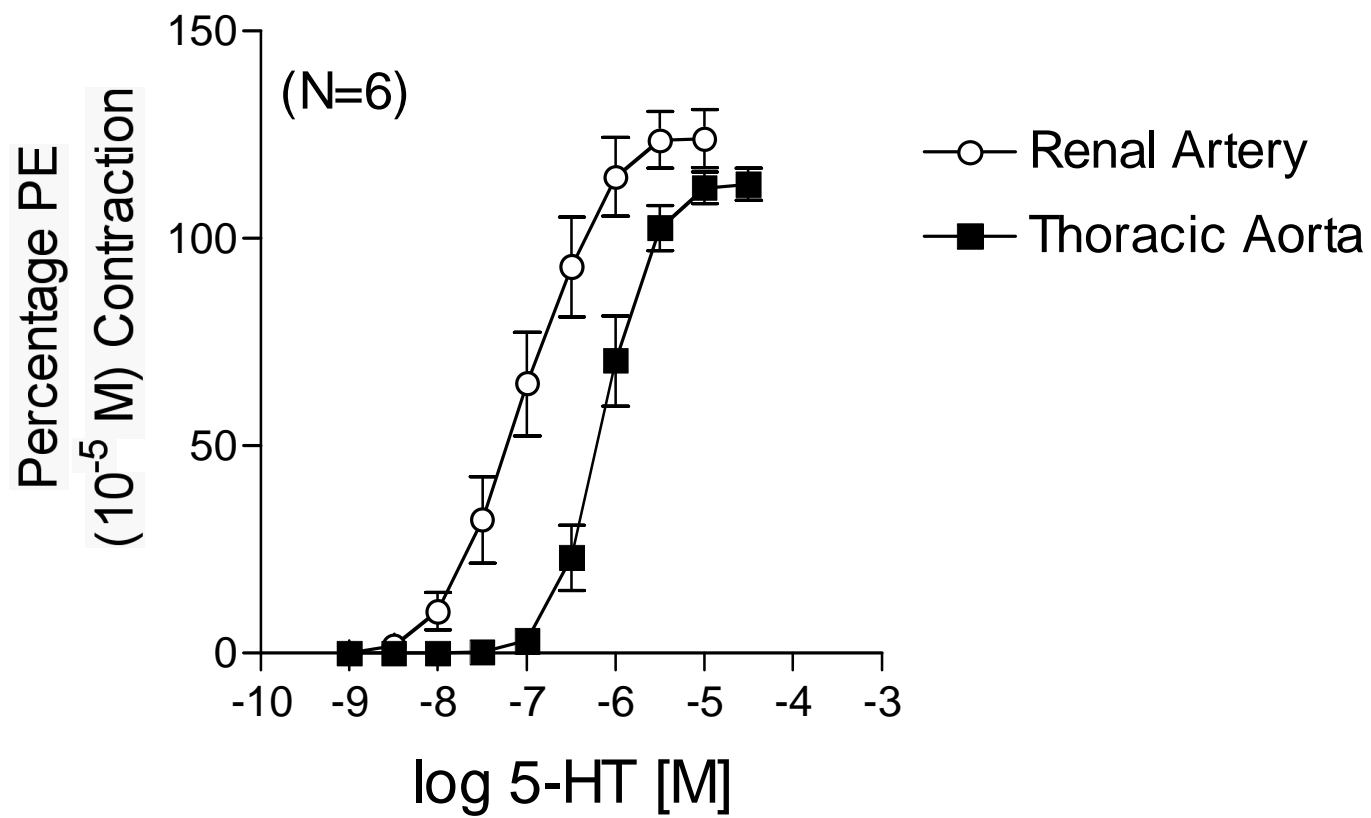 150
100
50
0
(N=6)
Percentage PE
(10⁻⁵ M) Contraction
Renal Artery
Thoracic Aorta
-10 -9 -8 -7 -6 -5 -4 -3
log 5-HT [M]